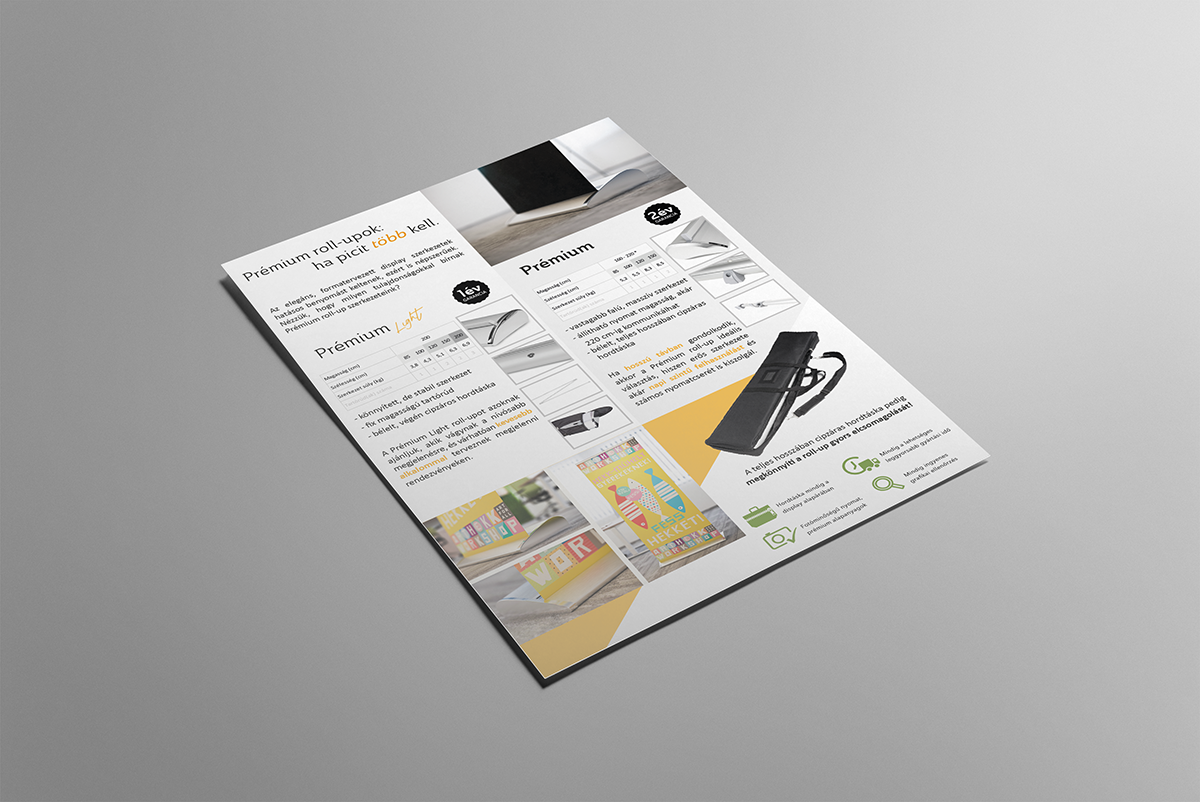 Prémium roll-upok:
ha picit több kell.
Az elegáns, formatervezett display szerkezetek
hatásos benyomást keltenek, ezért is népszerűek.
Nézzük, hogy milyen tulajdonságokkal bírnak
Prémium roll-up szerkezeteink?
1év
GARANCIA
Prémium Light
200
Magasság (cm)
85 100 120 150 200
Szélesség (cm)
3,8 4,3 5,1 6,3 8,9
Szerkezet súly (kg)
- könnyített, de stabil szerkezet
- fix magasságú tartórúd
- bélelt, végén cipzáros hordtáska
A Prémium Light roll-upot azoknak
ajánljuk, akik vágynak a nívósabb
megjelenésre, és várhatóan kevesebb
alkalommal terveznek megjelenni
rendezvényeken.
2év
GARANCIA
Prémium
Magasság (cm)
85 100 120 150
Szélesség (cm)
5,2 5,5 6,3 8,5
Szerkezet súly (kg)
- vastagabb falú, masszív szerkezet
- állítható nyomat magasság, akár
220 cm-ig kommunikálhat
- bélelt, teljes hosszában cipzáras
hordtáska
Ha hosszú távban gondolkodik,
akkor a Prémium roll-up ideális
választás, hiszen erős szerkezete
akár napi szintű felhasználást és
számos nyomatcserét is kiszolgál.
A teljes hosszában cipzáras hordtáska pedig
megkönnyíti a roll-up gyors elcsomagolását!
Hordtáska mindig a
display alapárában
Mindig a lehetséges
leggyorsabb gyártási idő
Fotóminőségű nyomat,
prémium alapanyagok
Mindig ingyenes
grafikai ellenőrzés
WORKSHOP
WOR
FESS
HEKKET!
WORKSHOP